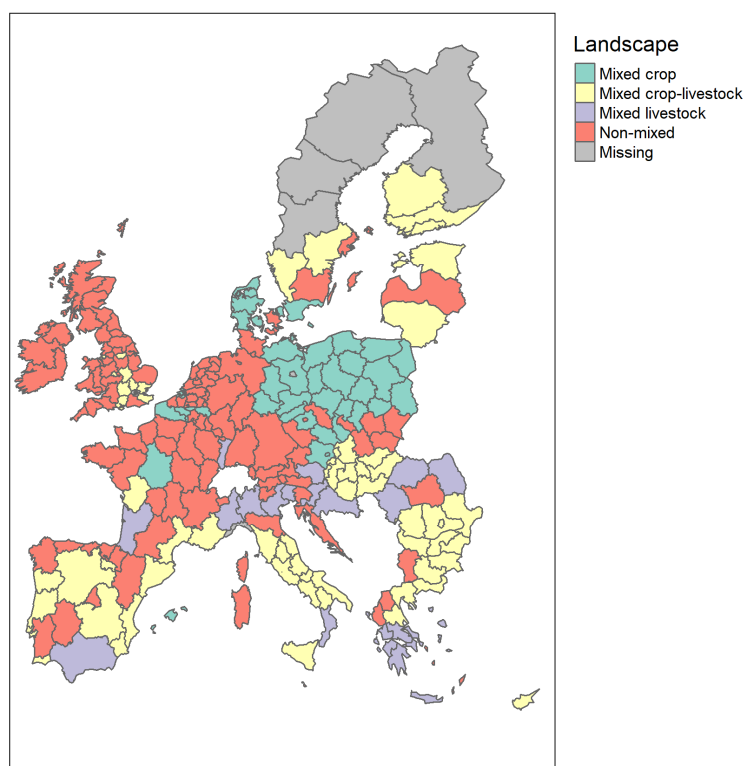 Landscape
Mixed crop
Mixed crop-livestock
Mixed livestock
Non-mixed
Missing